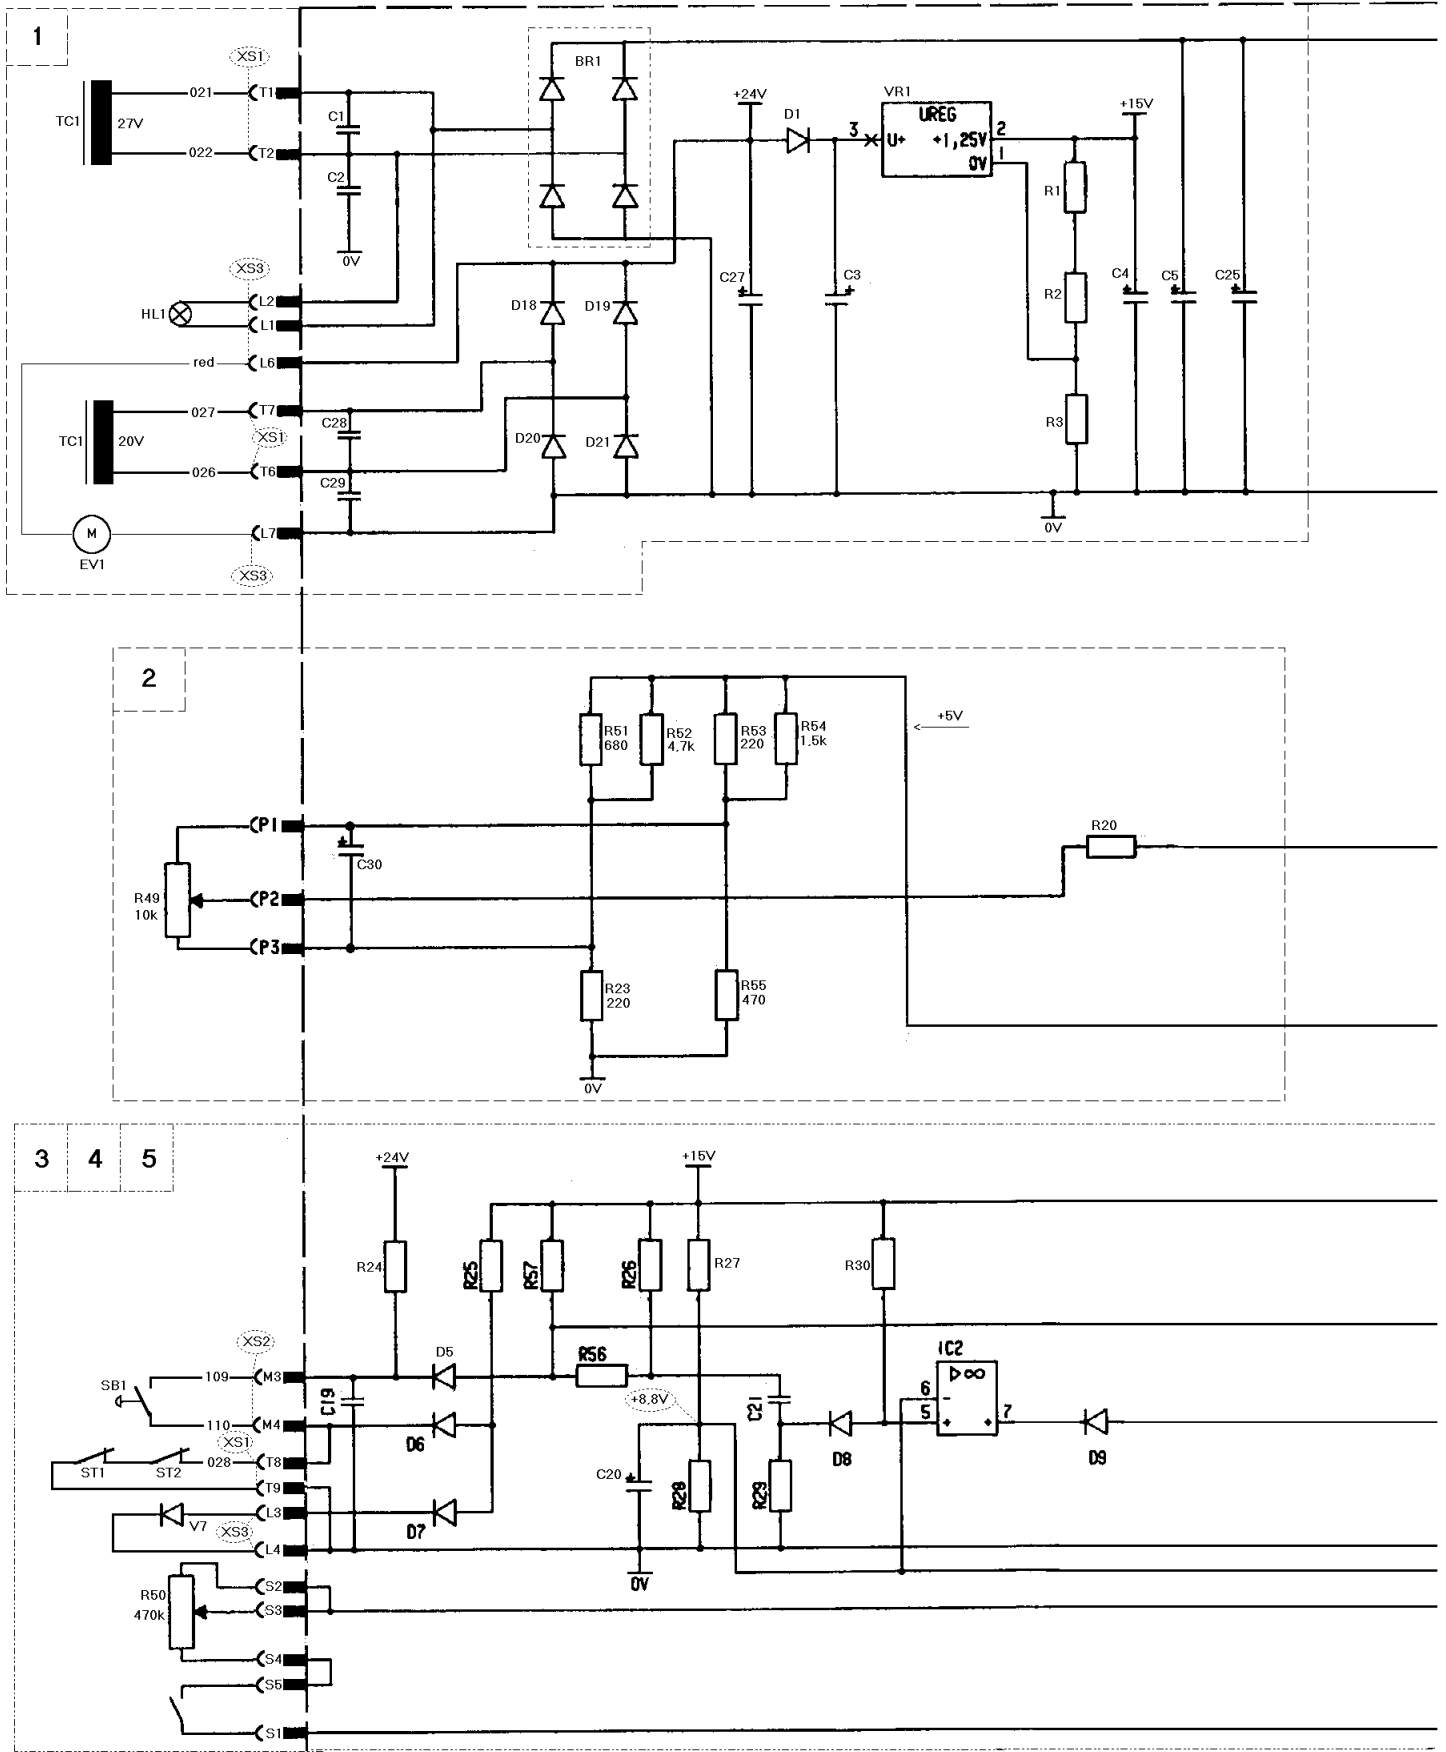 1
XS1
021
T1
TC1
27V
022
T2
C1
C2
0V
BR1
+24V
D1
VR1
UREG
3
U+
+1,25V
0V
2
1
+15V
R1
R2
R3
C27
C3
C4
C5
C25
0V
XS3
HL1
L2
L1
red
L6
D18
D19
027
T7
TC1
20V
XS1
026
T6
C28
C29
D20
D21
M
EV1
L7
XS3
2
R51
680
R52
4,7k
R53
220
R54
1,5k
+5V
P1
C30
R49
10k
P2
P3
R20
R23
220
R55
470
0V
3
4
5
+24V
+15V
R24
R25
R57
R26
R27
R30
XS2
SB1
109
M3
D5
R56
IC2
▷∞
6
-
5
+
+
7
+8,8V
C19
C21
110
M4
D6
D8
D9
XS1
ST1
ST2
028
T8
T9
C20
R28
R29
V7
L3
D7
XS3
L4
0V
R50
470k
S2
S3
S4
S5
S1